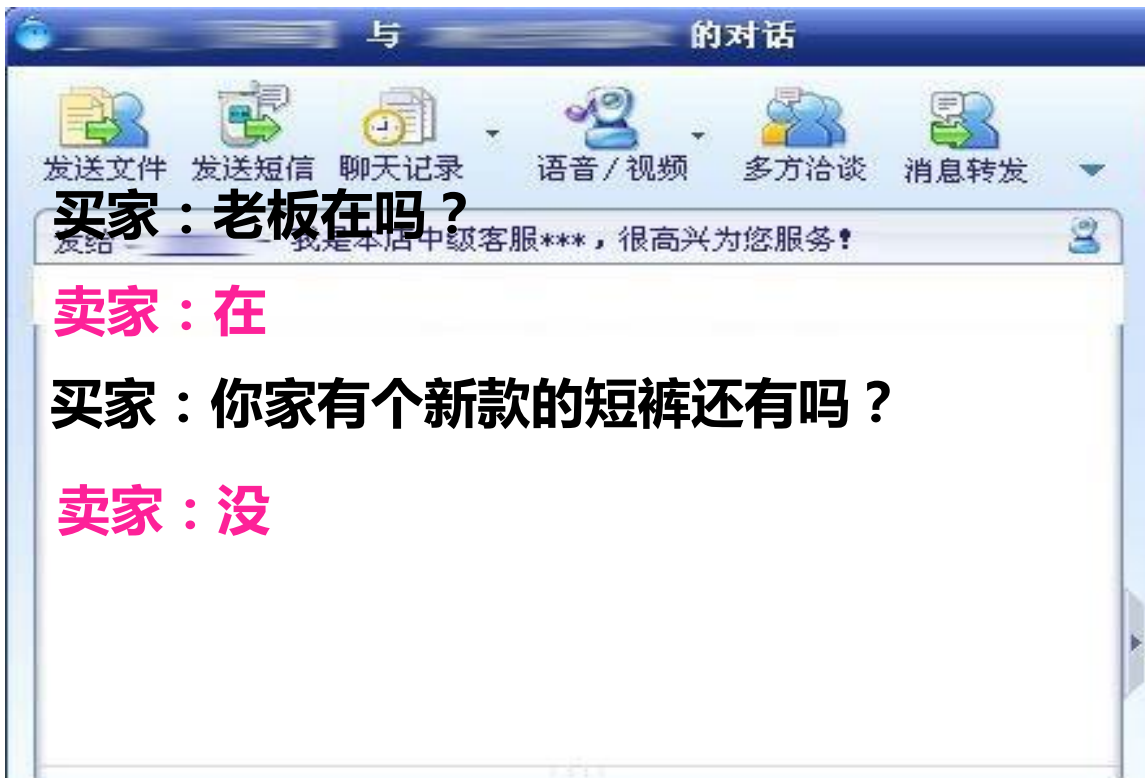 与 的对话
发送文件 发送短信 聊天记录 语音/视频 多方洽谈 消息转发
买家：老板在吗？
发给 我是本店中级客服***，很高兴为您服务！
卖家：在
买家：你家有个新款的短裤还有吗？
卖家：没